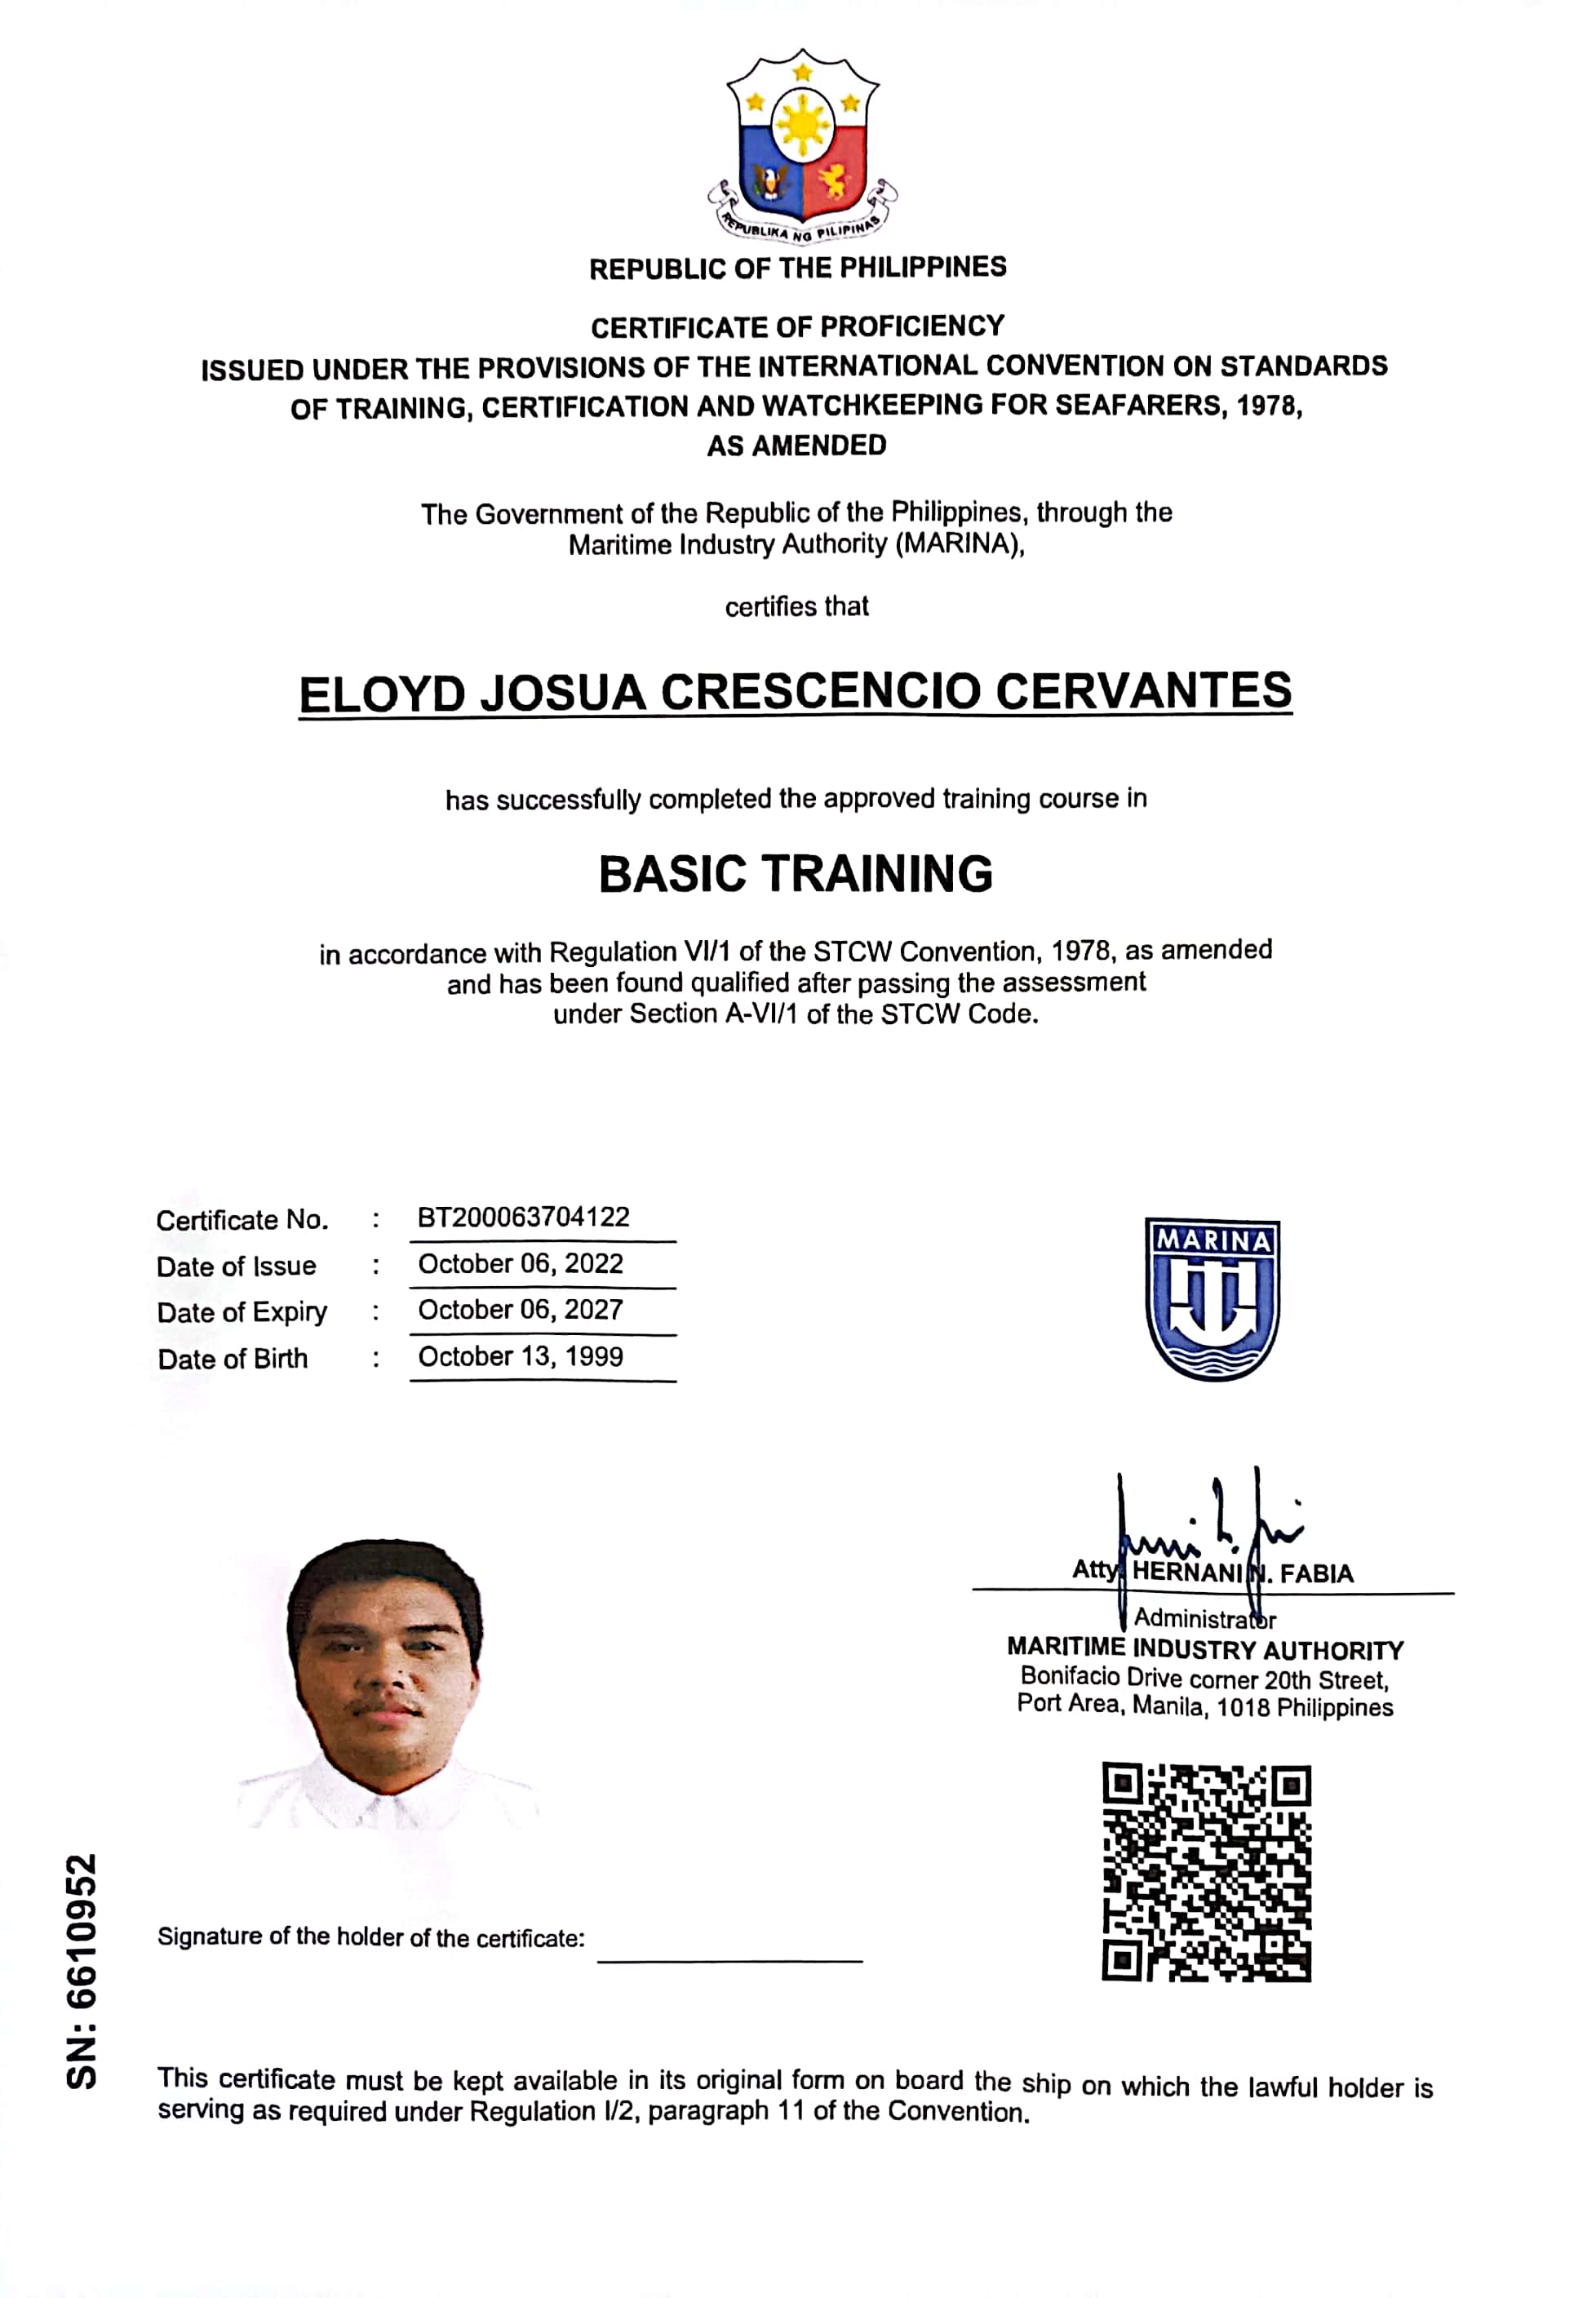 REPUBLIKA NG PILIPINAS
REPUBLIC OF THE PHILIPPINES
CERTIFICATE OF PROFICIENCY
ISSUED UNDER THE PROVISIONS OF THE INTERNATIONAL CONVENTION ON STANDARDS
OF TRAINING, CERTIFICATION AND WATCHKEEPING FOR SEAFARERS, 1978,
AS AMENDED
The Government of the Republic of the Philippines, through the
Maritime Industry Authority (MARINA),
certifies that
ELOYD JOSUA CRESCENCIO CERVANTES
has successfully completed the approved training course in
BASIC TRAINING
in accordance with Regulation VI/1 of the STCW Convention, 1978, as amended
and has been found qualified after passing the assessment
under Section A-VI/1 of the STCW Code.
Certificate No. : BT200063704122
Date of Issue : October 06, 2022
Date of Expiry : October 06, 2027
Date of Birth : October 13, 1999
MARINA
Atty. HERNANI N. FABIA
Administrator
MARITIME INDUSTRY AUTHORITY
Bonifacio Drive corner 20th Street,
Port Area, Manila, 1018 Philippines
SN: 6610952
Signature of the holder of the certificate:
This certificate must be kept available in its original form on board the ship on which the lawful holder is
serving as required under Regulation I/2, paragraph 11 of the Convention.